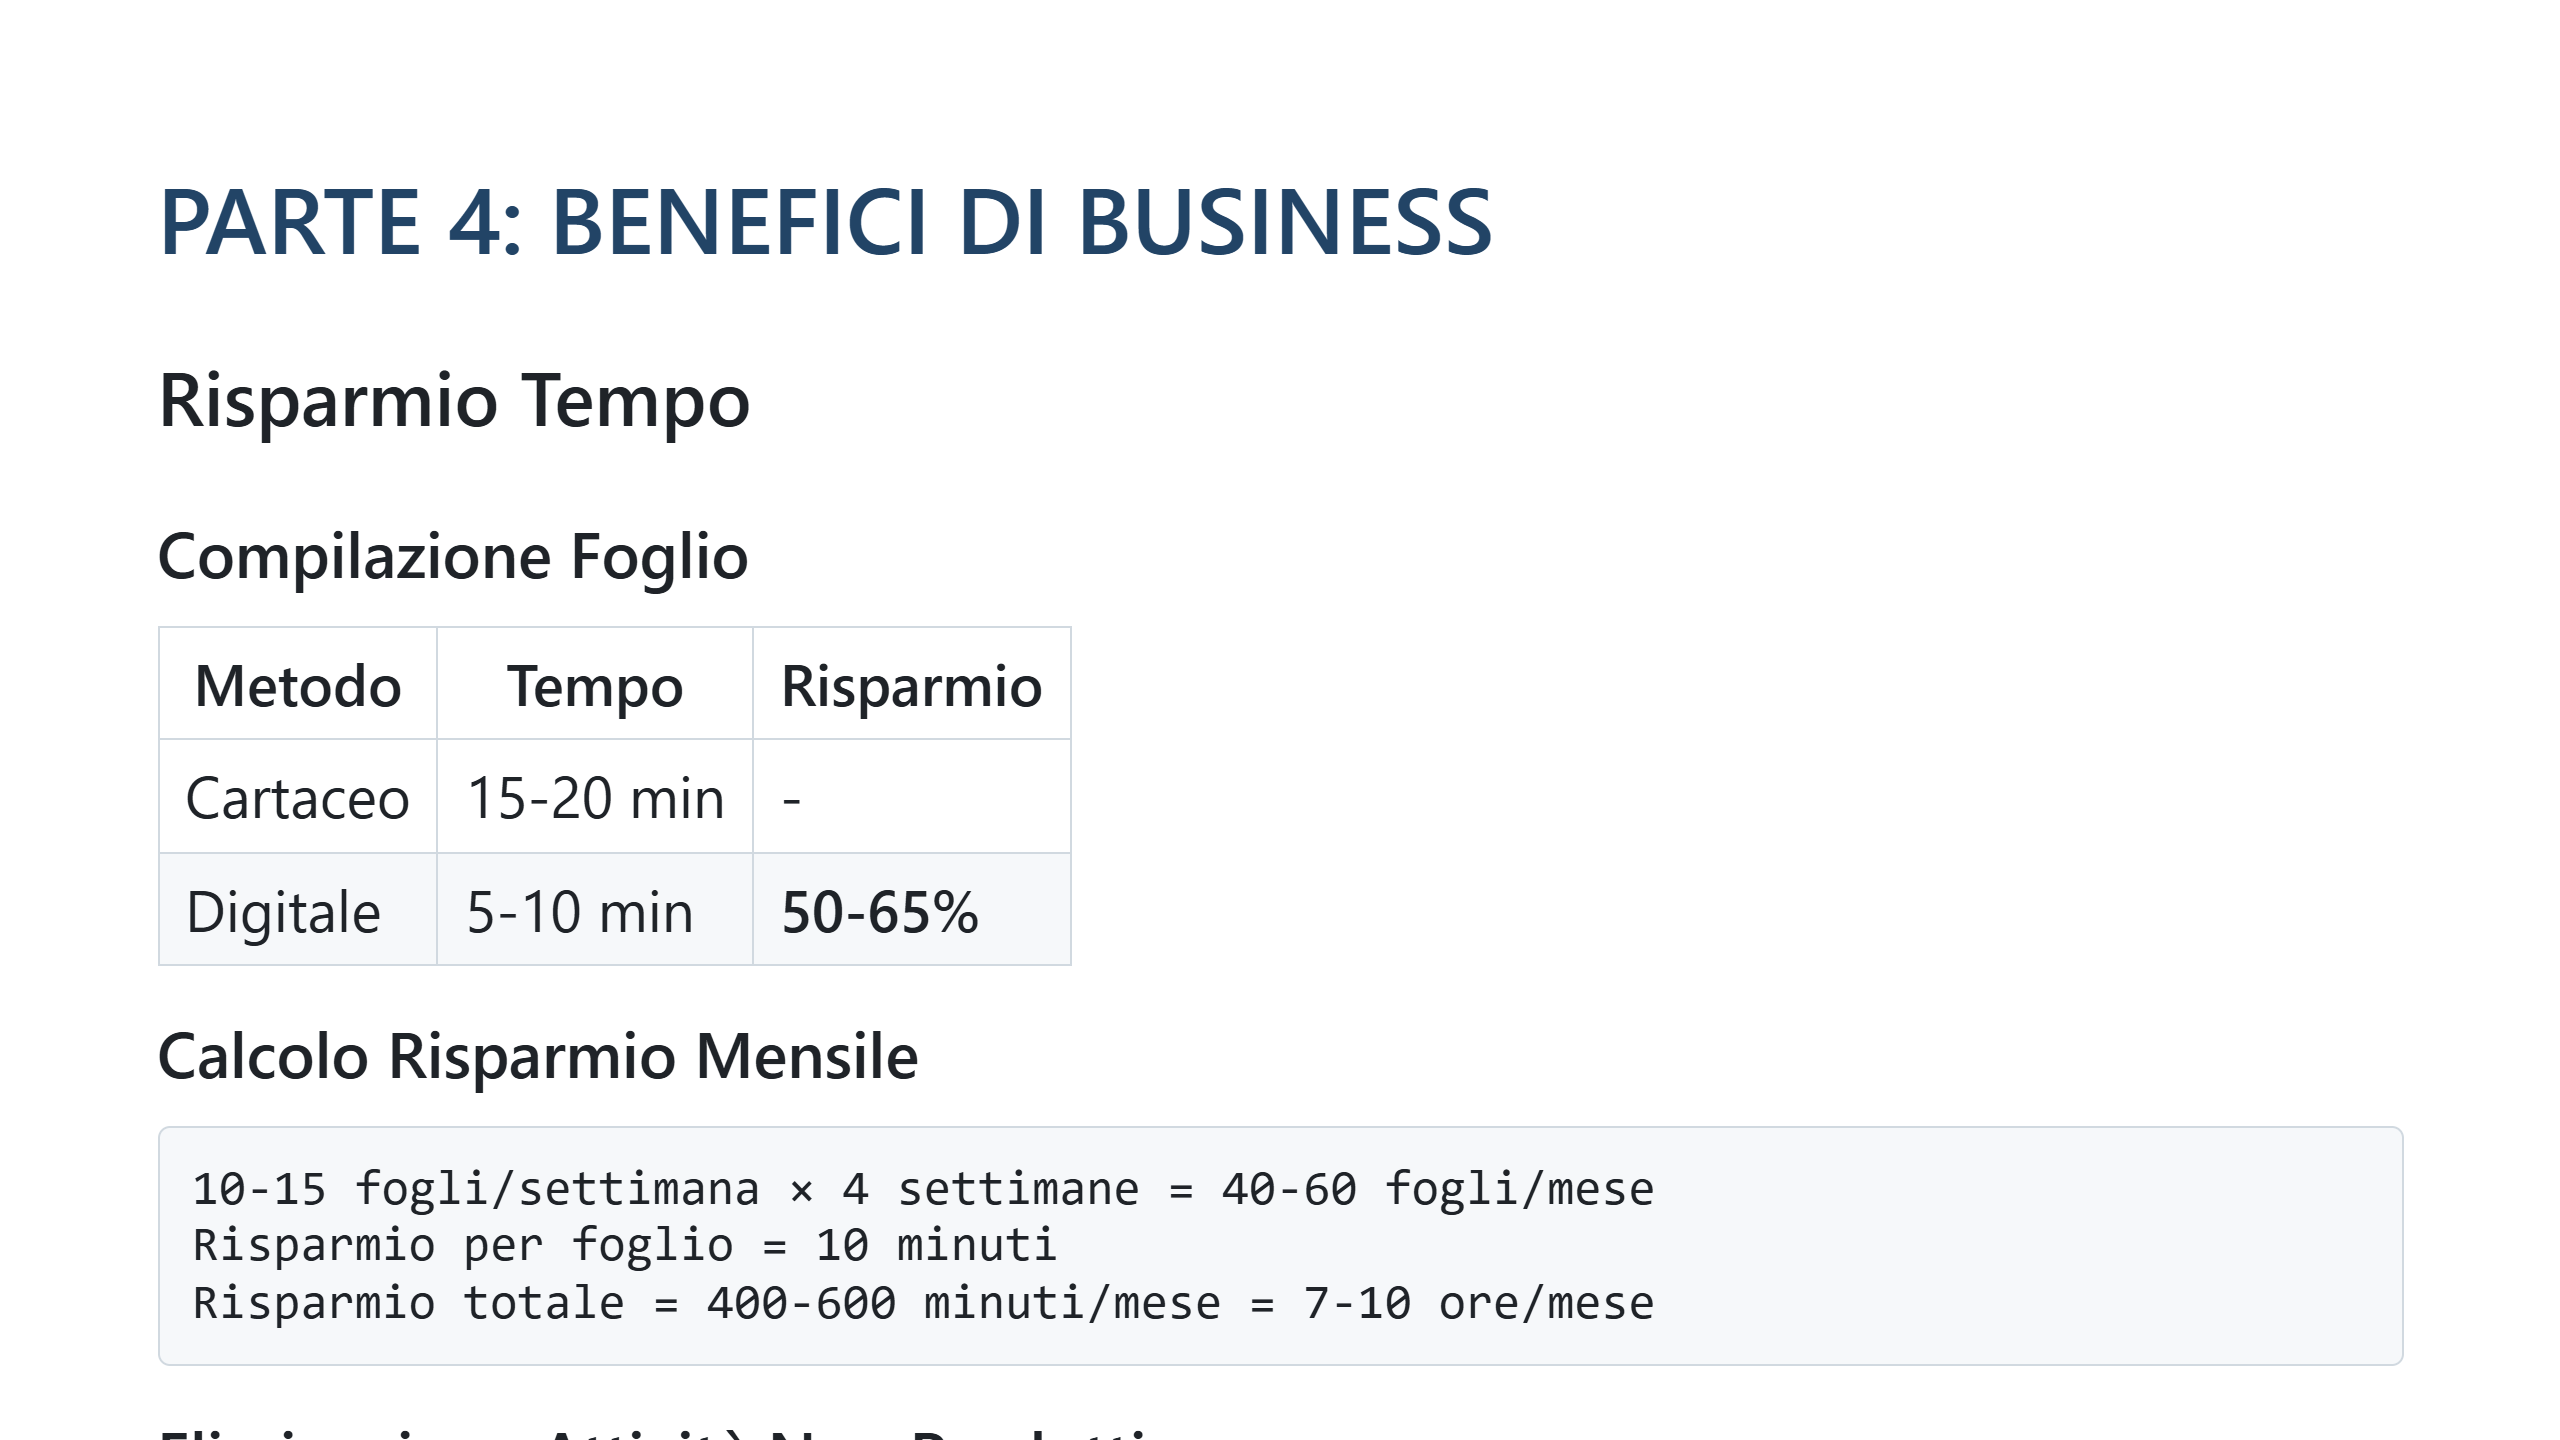 PARTE 4: BENEFICI DI BUSINESS
Risparmio Tempo
Compilazione Foglio
Metodo Tempo Risparmio
Cartaceo 15-20 min -
Digitale 5-10 min 50-65%
Calcolo Risparmio Mensile
10-15 fogli/settimana × 4 settimane = 40-60 fogli/mese
Risparmio per foglio = 10 minuti
Risparmio totale = 400-600 minuti/mese = 7-10 ore/mese